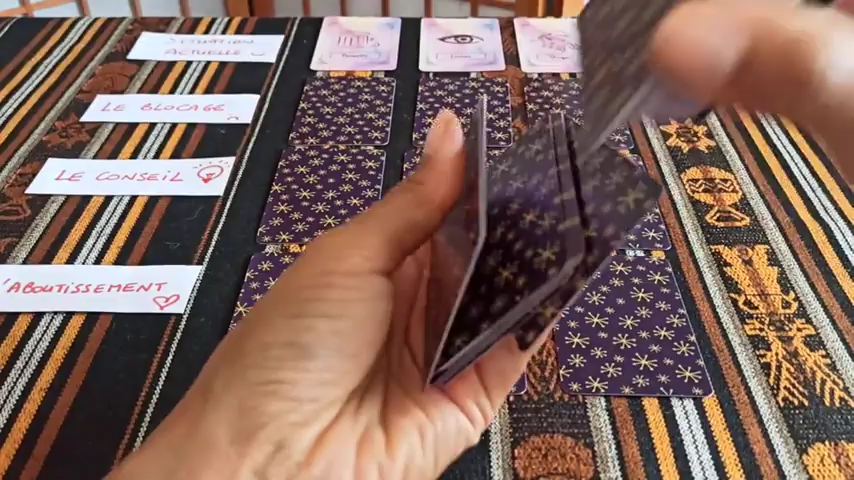 SITUATION
ACTUELLE
LE BLOCAGE
LE CONSEIL
L'ABOUTISSEMENT